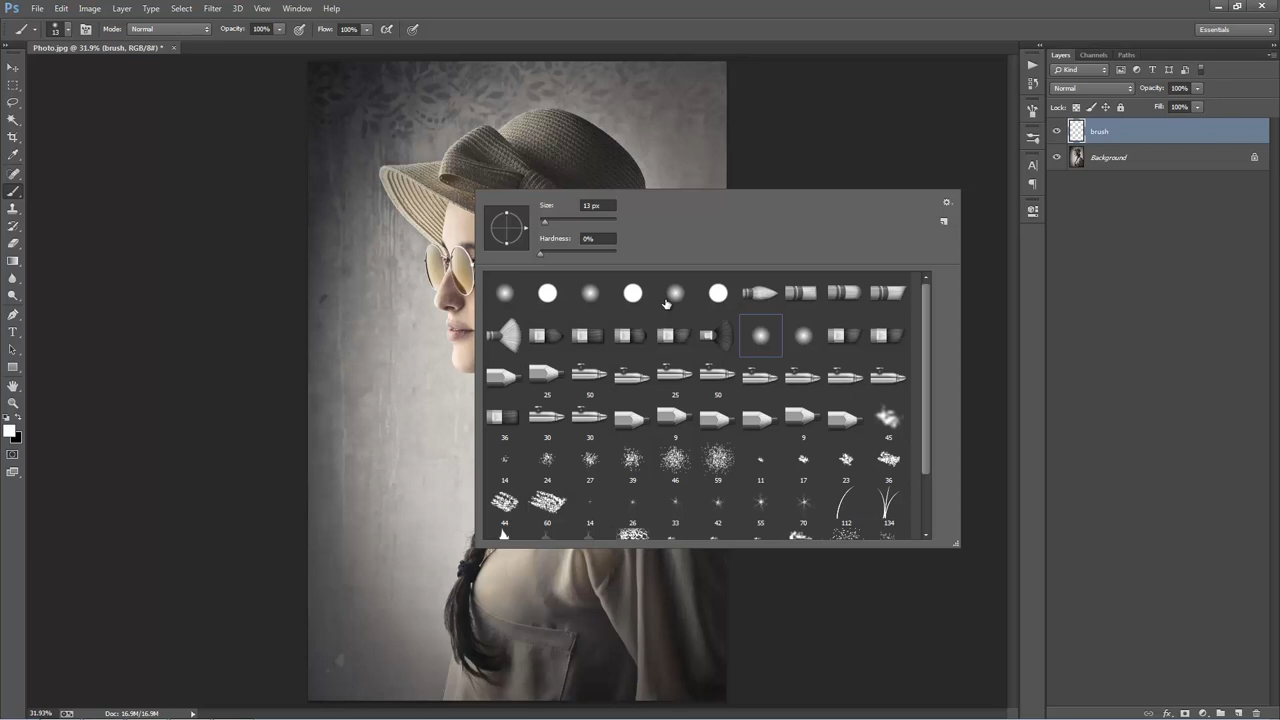 Ps File Edit Image Layer Type Select Filter 3D View Window Help
13 Mode: Normal Opacity: 100% Flow: 100% Essentials
Photo.jpg @ 31.9% (brush, RGB/8#) * ×
Layers Channels Paths
Kind
Normal Opacity: 100%
Lock: Fill: 100%
brush
Background
Size: 13 px
Hardness: 0%
25 50 25 50
36 30 30 9 9 45
14 24 27 39 46 59 11 17 23 36
44 60 14 26 33 42 55 70 112 134
31.93% Doc: 16.9M/16.9M